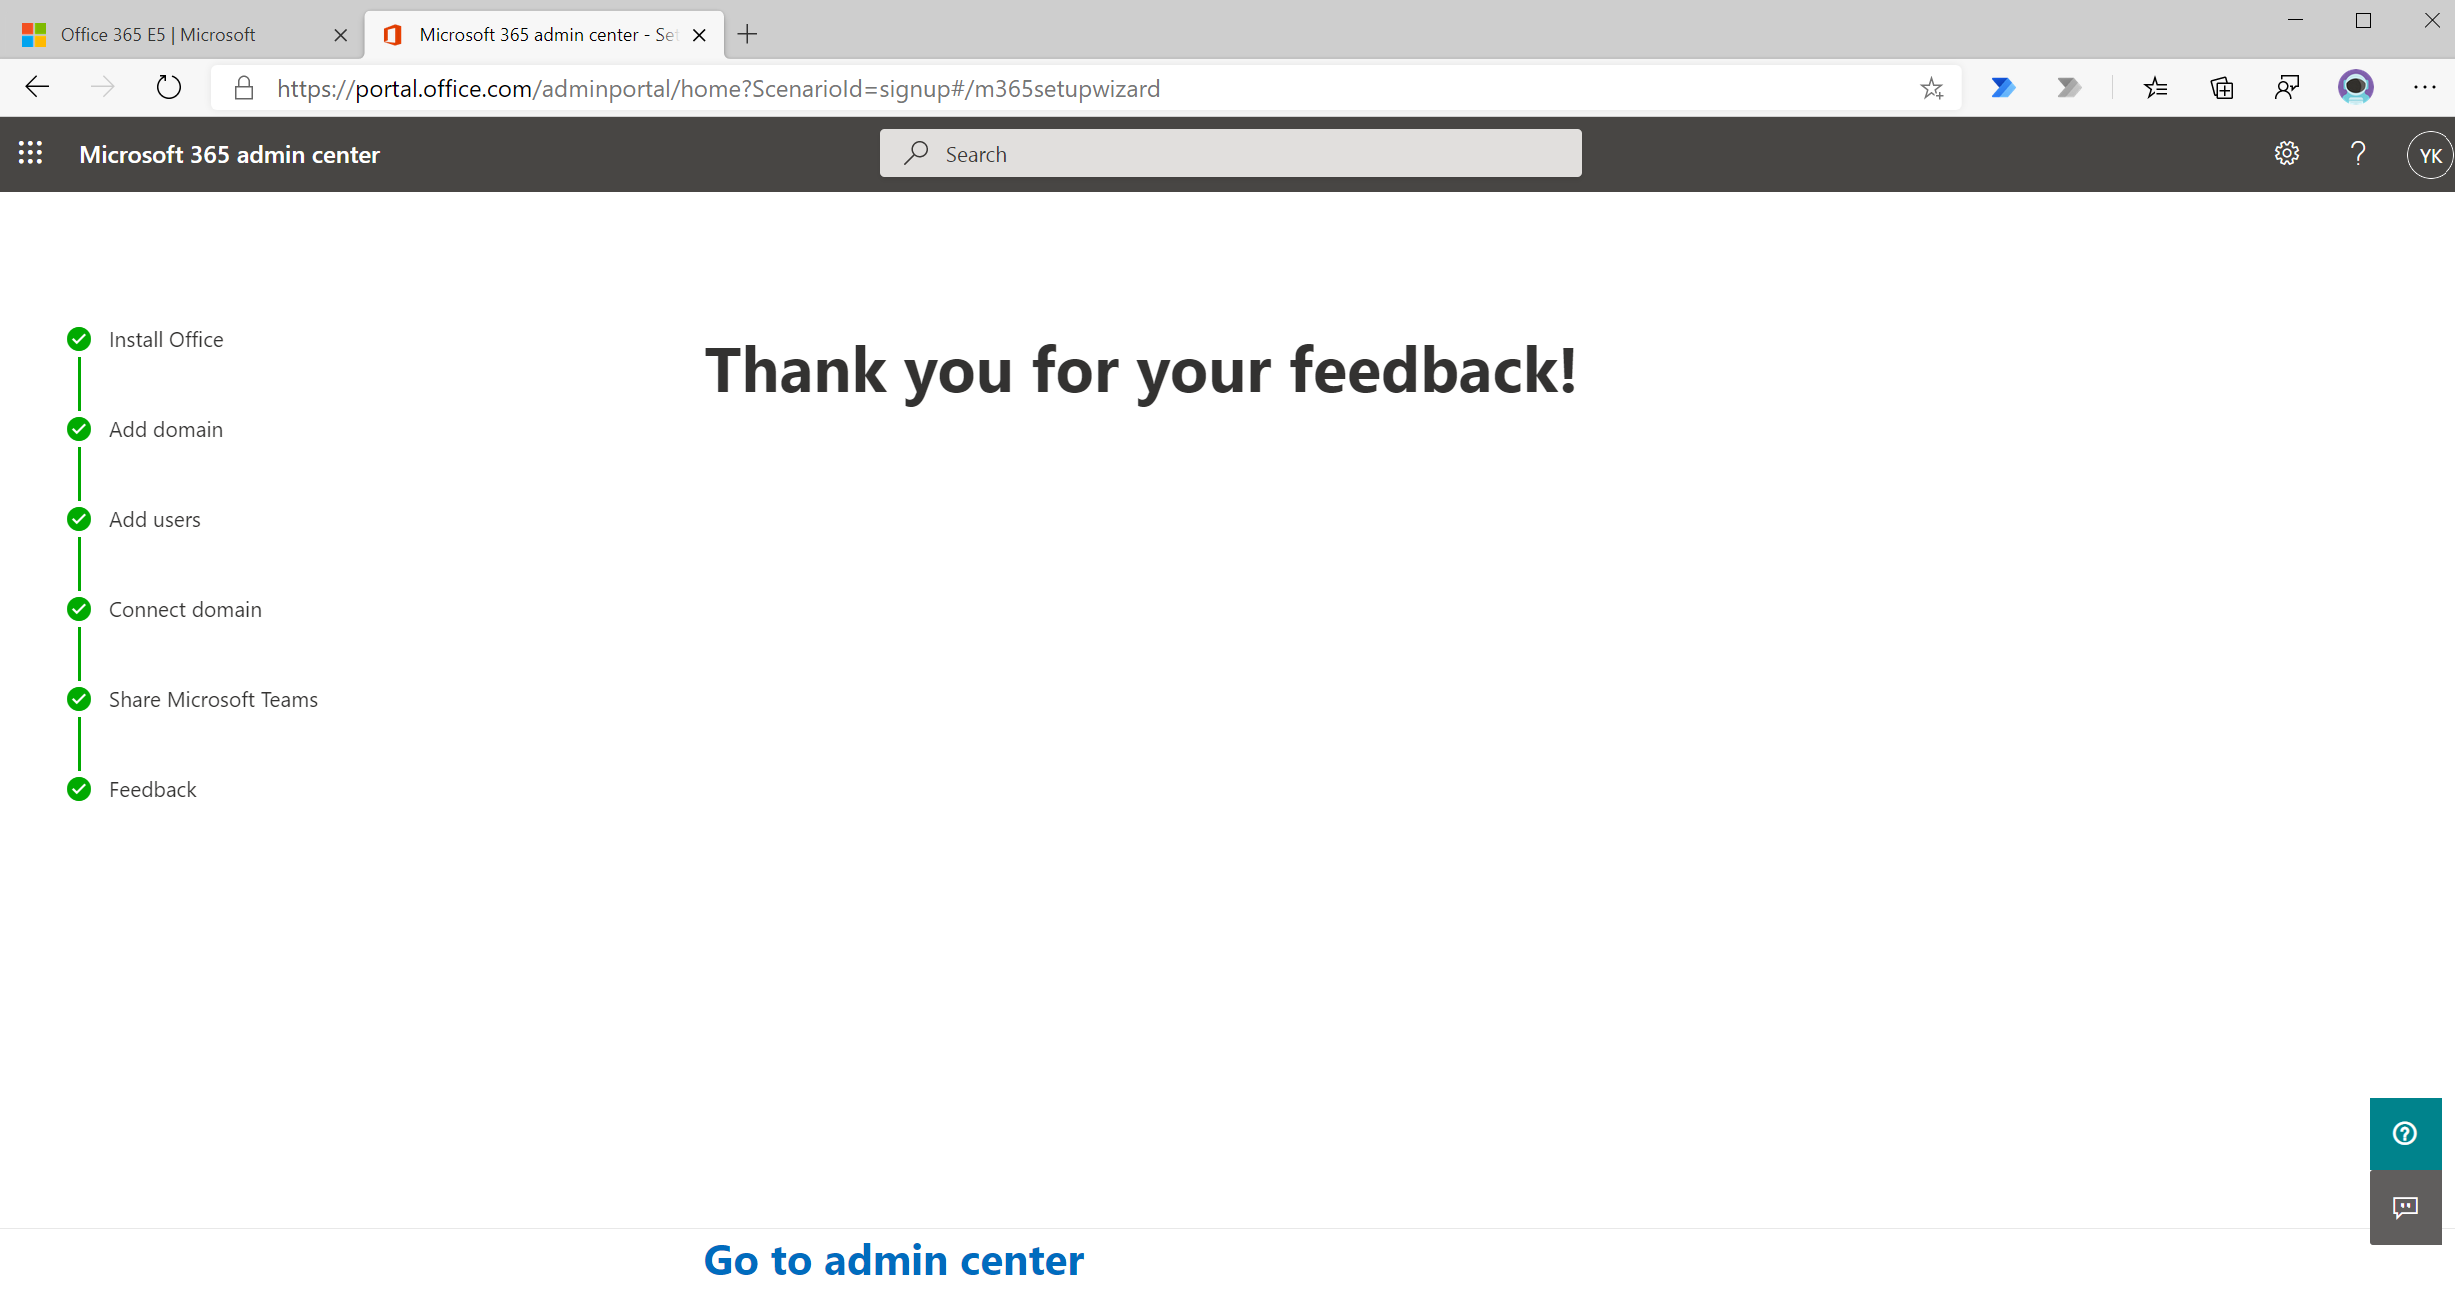 Office 365 E5 | Microsoft
Microsoft 365 admin center - Set
https://portal.office.com/adminportal/home?ScenarioId=signup#/m365setupwizard
Microsoft 365 admin center
Search
YK
Install Office
Thank you for your feedback!
Add domain
Add users
Connect domain
Share Microsoft Teams
Feedback
Go to admin center